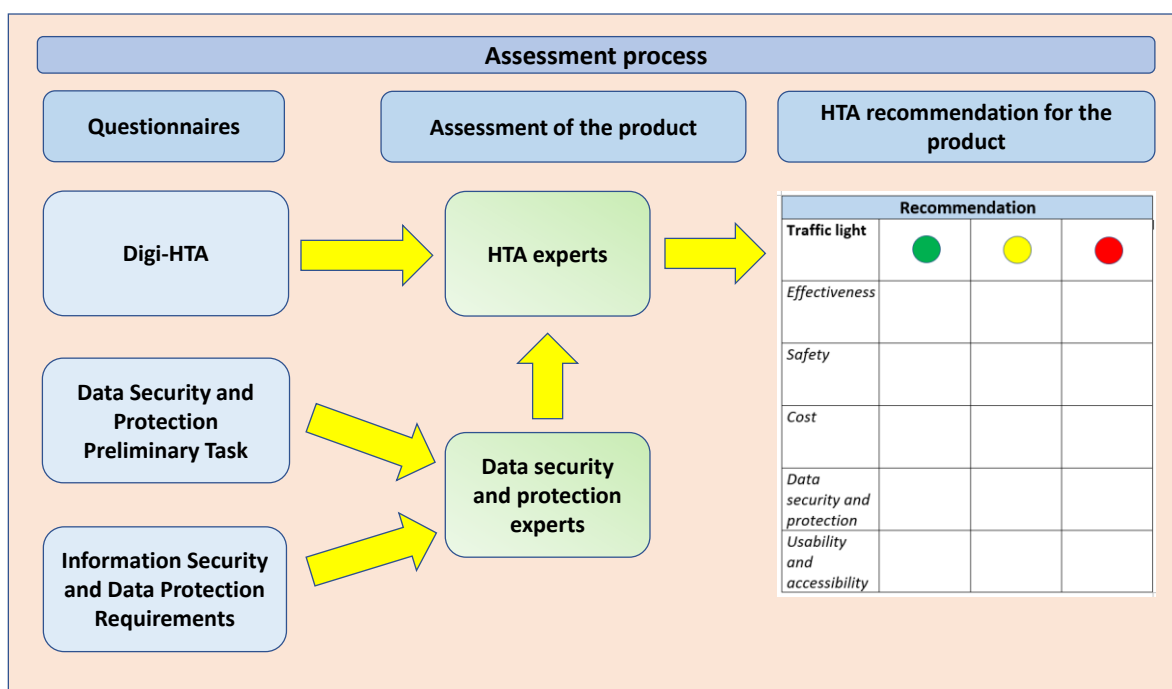 Assessment process
Questionnaires
Assessment of the product
HTA recommendation for the
product
Digi-HTA
HTA experts
Data Security and
Protection
Preliminary Task
Data security
and protection
experts
Information Security
and Data Protection
Requirements
Recommendation
Traffic light
Effectiveness
Safety
Cost
Data
security and
protection
Usability
and
accessibility